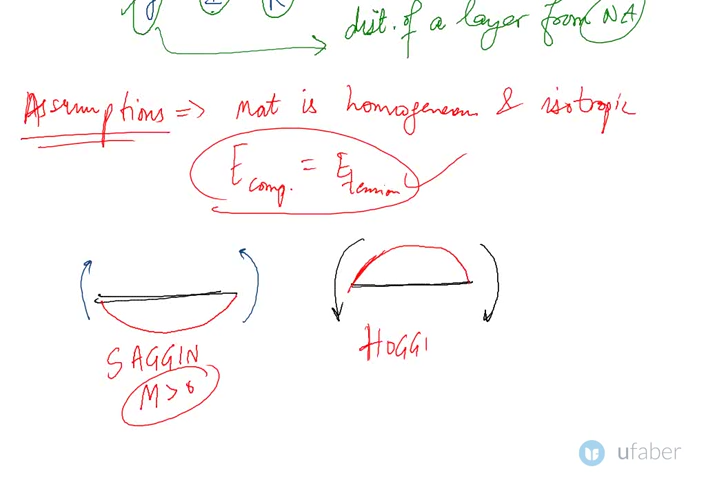 dist. of a layer from NA
Assumptions => mat is homogeneous & isotropic
E comp. = E tension
SAGGIN
M>0
HOGGI
ufaber